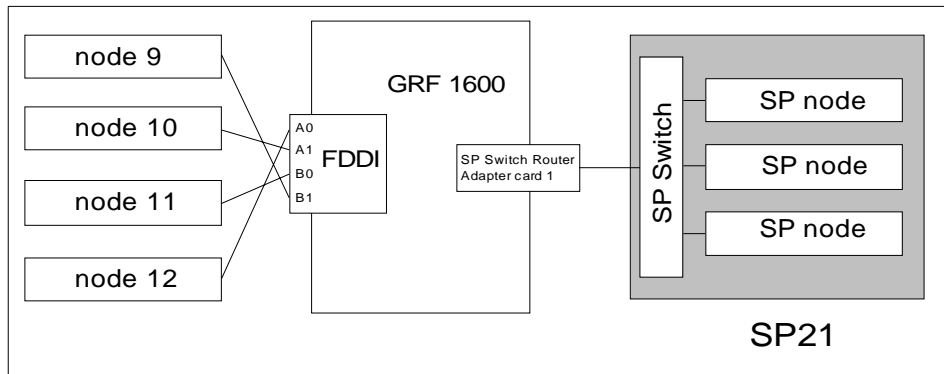 node 9
node 10
node 11
node 12
GRF 1600
A0
A1
B0
B1
FDDI
SP Switch Router
Adapter card 1
SP Switch
SP node
SP node
SP node
SP21